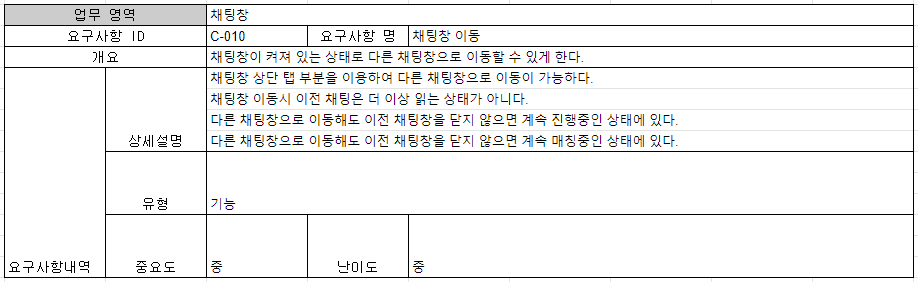 업무 영역 채팅창
요구사항 ID C-010 요구사항 명 채팅창 이동
개요 채팅창이 켜져 있는 상태로 다른 채팅창으로 이동할 수 있게 한다.
채팅창 상단 탭 부분을 이용하여 다른 채팅창으로 이동이 가능하다.
채팅창 이동시 이전 채팅은 더 이상 읽는 상태가 아니다.
다른 채팅창으로 이동해도 이전 채팅창을 닫지 않으면 계속 진행중인 상태에 있다.
상세설명 다른 채팅창으로 이동해도 이전 채팅창을 닫지 않으면 계속 매칭중인 상태에 있다.
유형 기능
요구사항내역 중요도 중 난이도 중